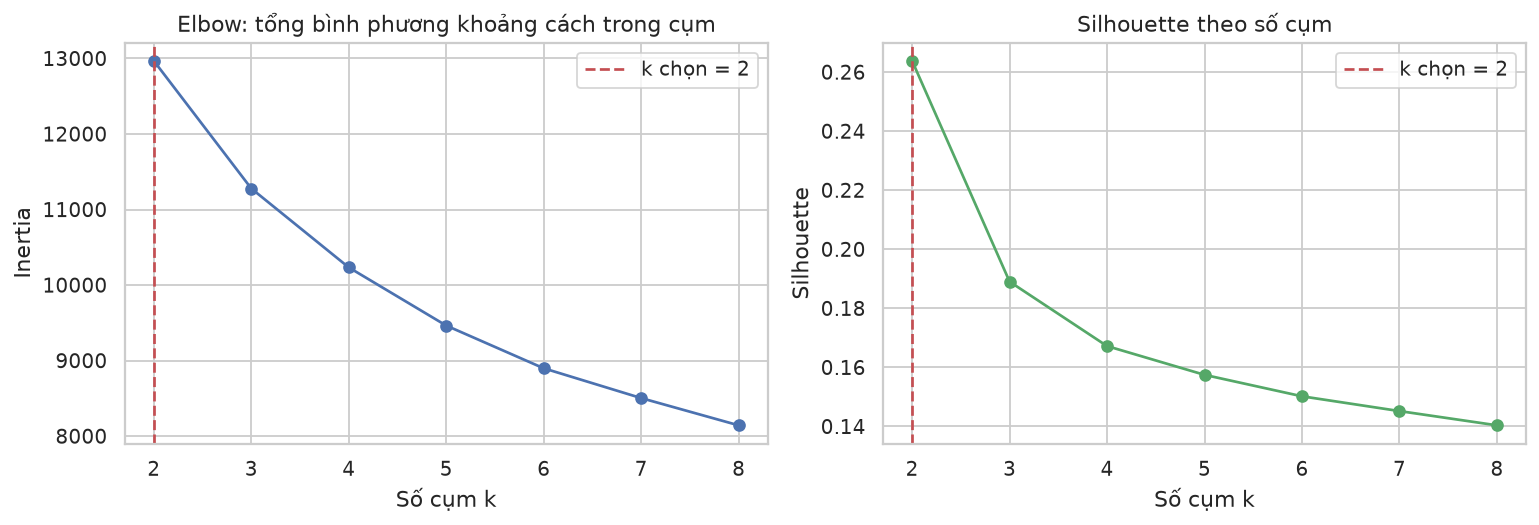 Elbow: tổng bình phương khoảng cách trong cụm
13000
12000
11000
10000
9000
8000
Inertia
2 3 4 5 6 7 8
Số cụm k
k chọn = 2
Silhouette theo số cụm
0.26
0.24
0.22
0.20
0.18
0.16
0.14
Silhouette
2 3 4 5 6 7 8
Số cụm k
k chọn = 2